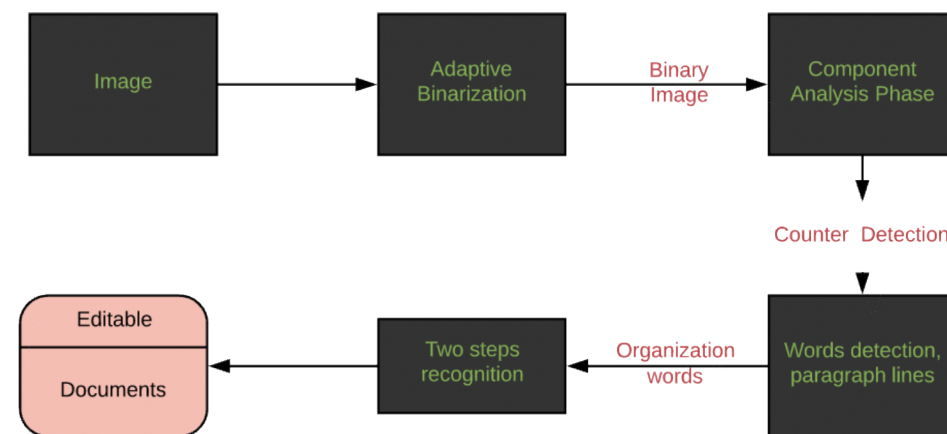 Image
Adaptive
Binarization
Binary
Image
Component
Analysis Phase
Counter Detection
Words detection,
paragraph lines
Organization
words
Two steps
recognition
Editable
Documents